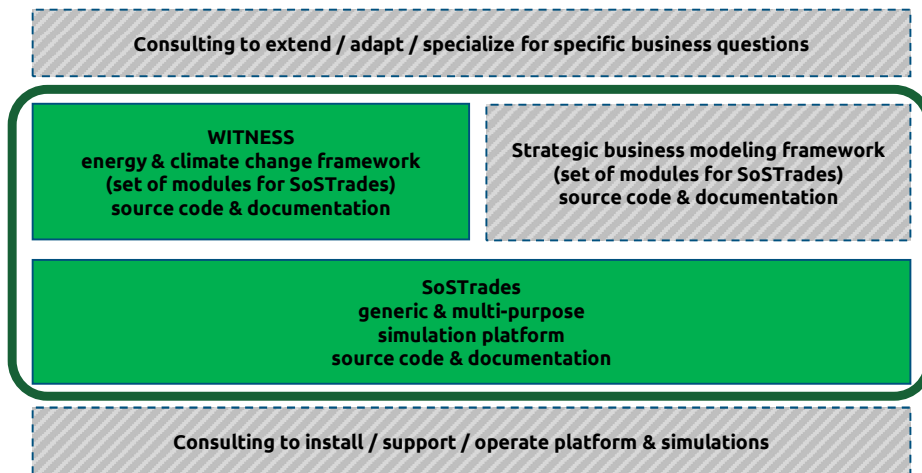 Consulting to extend / adapt / specialize for specific business questions
WITNESS
energy & climate change framework
(set of modules for SoSTrades)
source code & documentation
Strategic business modeling framework
(set of modules for SoSTrades)
source code & documentation
SoSTrades
generic & multi-purpose
simulation platform
source code & documentation
Consulting to install / support / operate platform & simulations